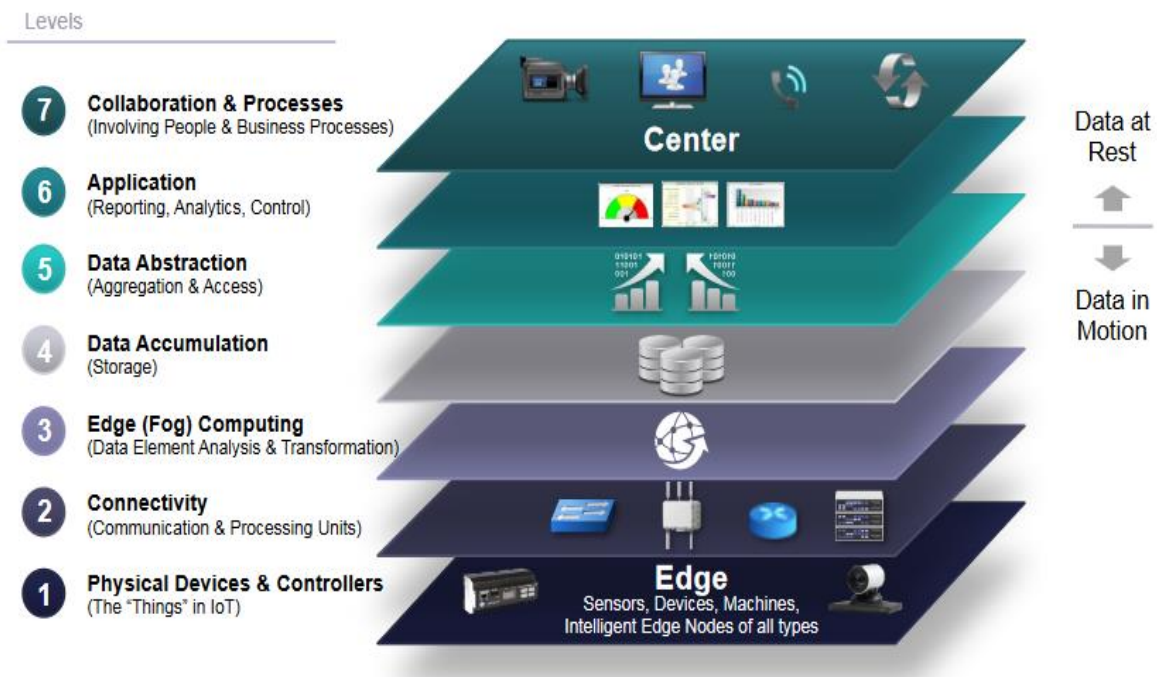 Levels
7
Collaboration & Processes
(Involving People & Business Processes)
6
Application
(Reporting, Analytics, Control)
5
Data Abstraction
(Aggregation & Access)
4
Data Accumulation
(Storage)
3
Edge (Fog) Computing
(Data Element Analysis & Transformation)
2
Connectivity
(Communication & Processing Units)
1
Physical Devices & Controllers
(The “Things” in IoT)
Center
010101
11001
001
Edge
Sensors, Devices, Machines,
Intelligent Edge Nodes of all types
Data at
Rest
Data in
Motion